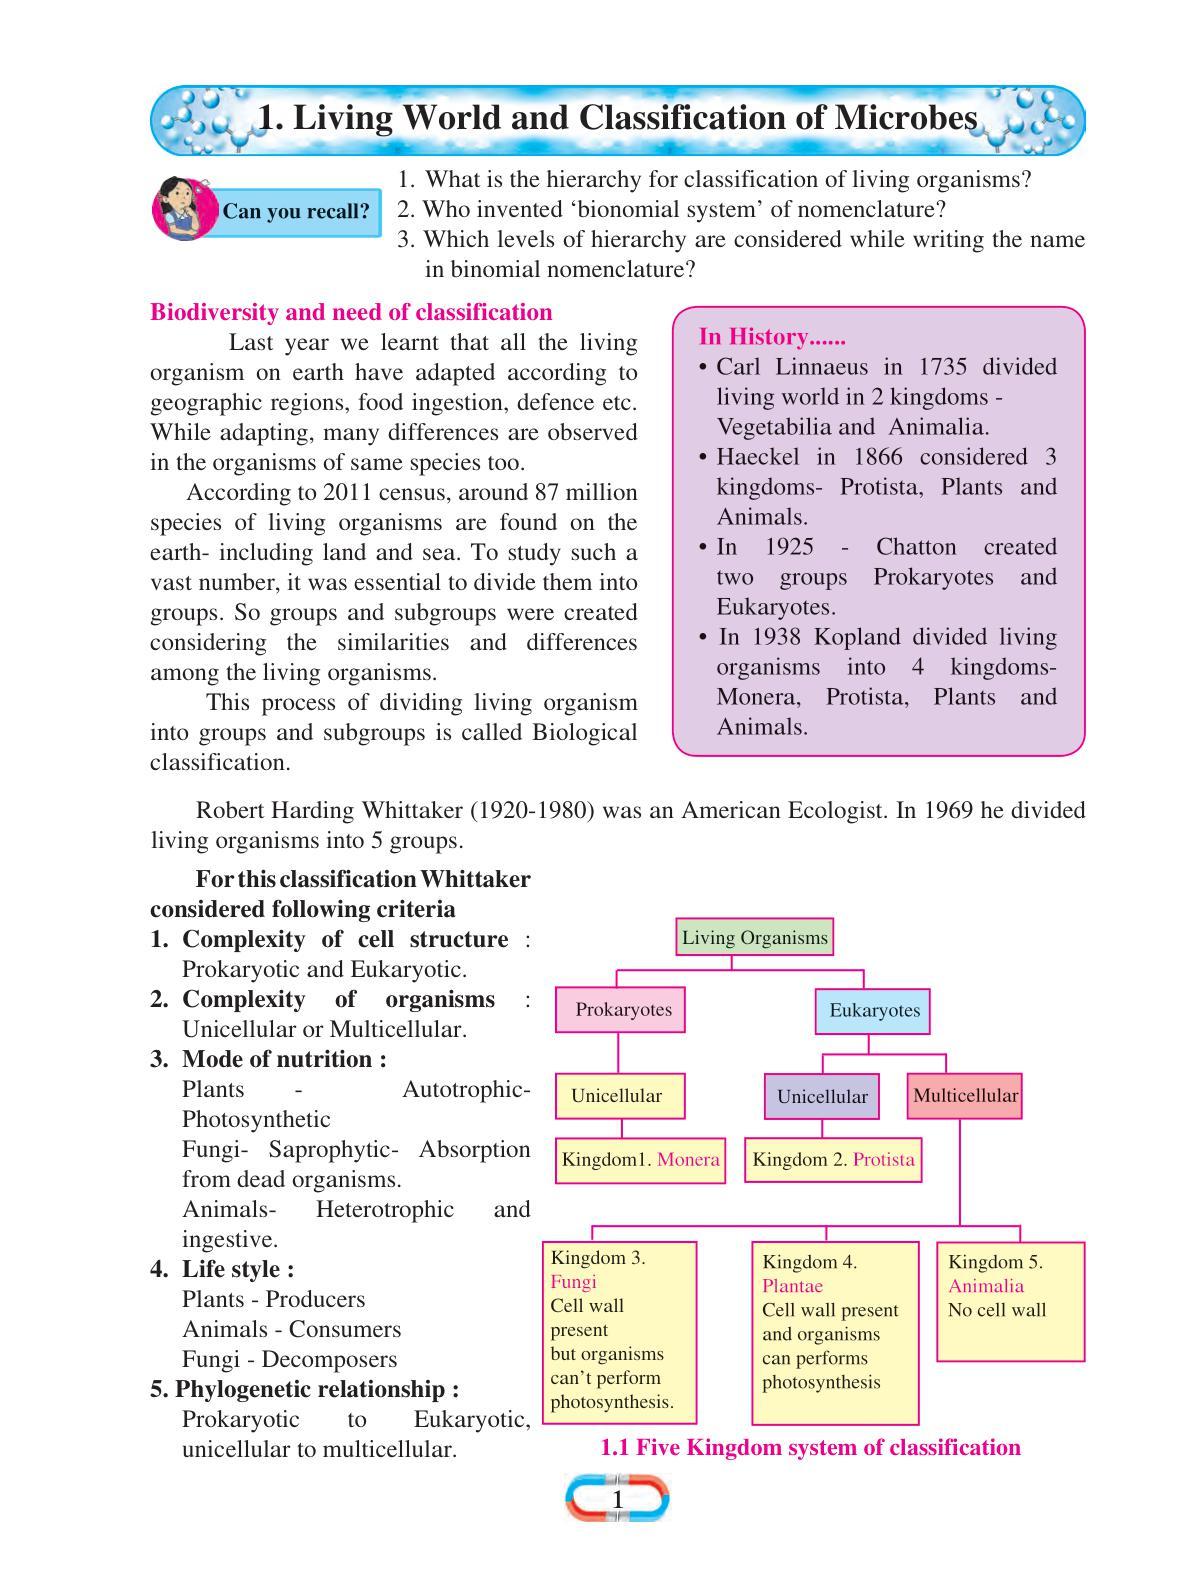 1. Living World and Classification of Microbes
Can you recall?
1. What is the hierarchy for classification of living organisms?
2. Who invented ‘bionomial system’ of nomenclature?
3. Which levels of hierarchy are considered while writing the name
in binomial nomenclature?
Biodiversity and need of classification
Last year we learnt that all the living
organism on earth have adapted according to
geographic regions, food ingestion, defence etc.
While adapting, many differences are observed
in the organisms of same species too.
According to 2011 census, around 87 million
species of living organisms are found on the
earth- including land and sea. To study such a
vast number, it was essential to divide them into
groups. So groups and subgroups were created
considering the similarities and differences
among the living organisms.
This process of dividing living organism
into groups and subgroups is called Biological
classification.
In History......
• Carl Linnaeus in 1735 divided
living world in 2 kingdoms -
Vegetabilia and Animalia.
• Haeckel in 1866 considered 3
kingdoms- Protista, Plants and
Animals.
• In 1925 - Chatton created
two groups Prokaryotes and
Eukaryotes.
• In 1938 Kopland divided living
organisms into 4 kingdoms-
Monera, Protista, Plants and
Animals.
Robert Harding Whittaker (1920-1980) was an American Ecologist. In 1969 he divided
living organisms into 5 groups.
For this classification Whittaker
considered following criteria
1. Complexity of cell structure :
Prokaryotic and Eukaryotic.
2. Complexity of organisms :
Unicellular or Multicellular.
3. Mode of nutrition :
Plants - Autotrophic-
Photosynthetic
Fungi- Saprophytic- Absorption
from dead organisms.
Animals- Heterotrophic and
ingestive.
4. Life style :
Plants - Producers
Animals - Consumers
Fungi - Decomposers
5. Phylogenetic relationship :
Prokaryotic to Eukaryotic,
unicellular to multicellular.
Living Organisms
Prokaryotes
Eukaryotes
Unicellular
Unicellular
Multicellular
Kingdom1. Monera
Kingdom 2. Protista
Kingdom 3.
Fungi
Cell wall
present
but organisms
can’t perform
photosynthesis.
Kingdom 4.
Plantae
Cell wall present
and organisms
can performs
photosynthesis
Kingdom 5.
Animalia
No cell wall
1.1 Five Kingdom system of classification
1